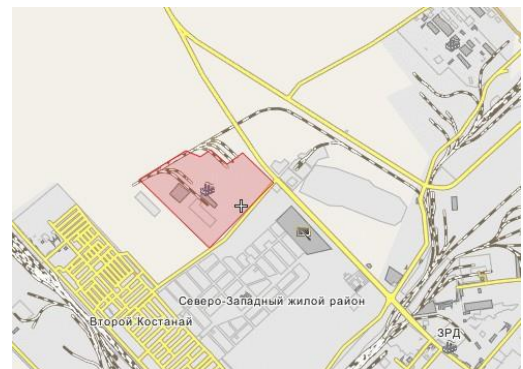 Северо-Западный жилой район
Второй Костанай
ЗРД